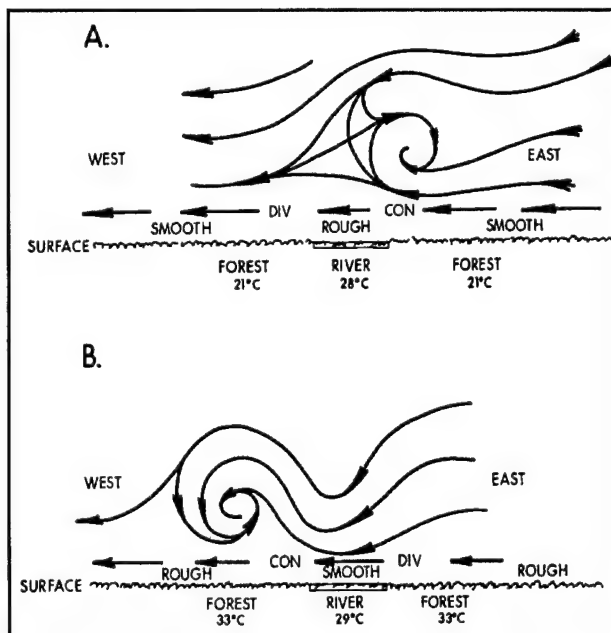 A.
WEST EAST
DIV ROUGH CON
SMOOTH SMOOTH
SURFACE
FOREST RIVER FOREST
21°C 28°C 21°C
B.
WEST EAST
CON SMOOTH DIV
ROUGH ROUGH
SURFACE
FOREST RIVER FOREST
33°C 29°C 33°C